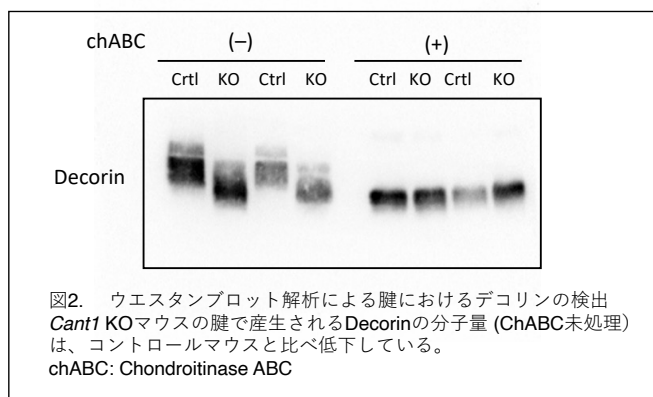 chABC (–) (+)
Crtl KO Ctrl KO Ctrl KO Crtl KO
Decorin
図2. ウエスタンブロット解析による腱におけるデコリンの検出
Cant1 KOマウスの腱で産生されるDecorinの分子量 (ChABC未処理)
は、コントロールマウスと比べ低下している。
chABC: Chondroitinase ABC